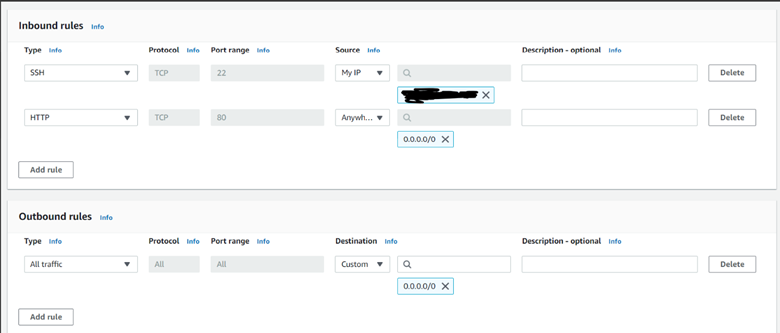 Inbound rules Info
Type Info Protocol Info Port range Info Source Info Description - optional Info
SSH TCP 22 My IP Delete
HTTP TCP 80 Anywh... Delete
0.0.0.0/0
Add rule
Outbound rules Info
Type Info Protocol Info Port range Info Destination Info Description - optional Info
All traffic All All Custom Delete
0.0.0.0/0
Add rule